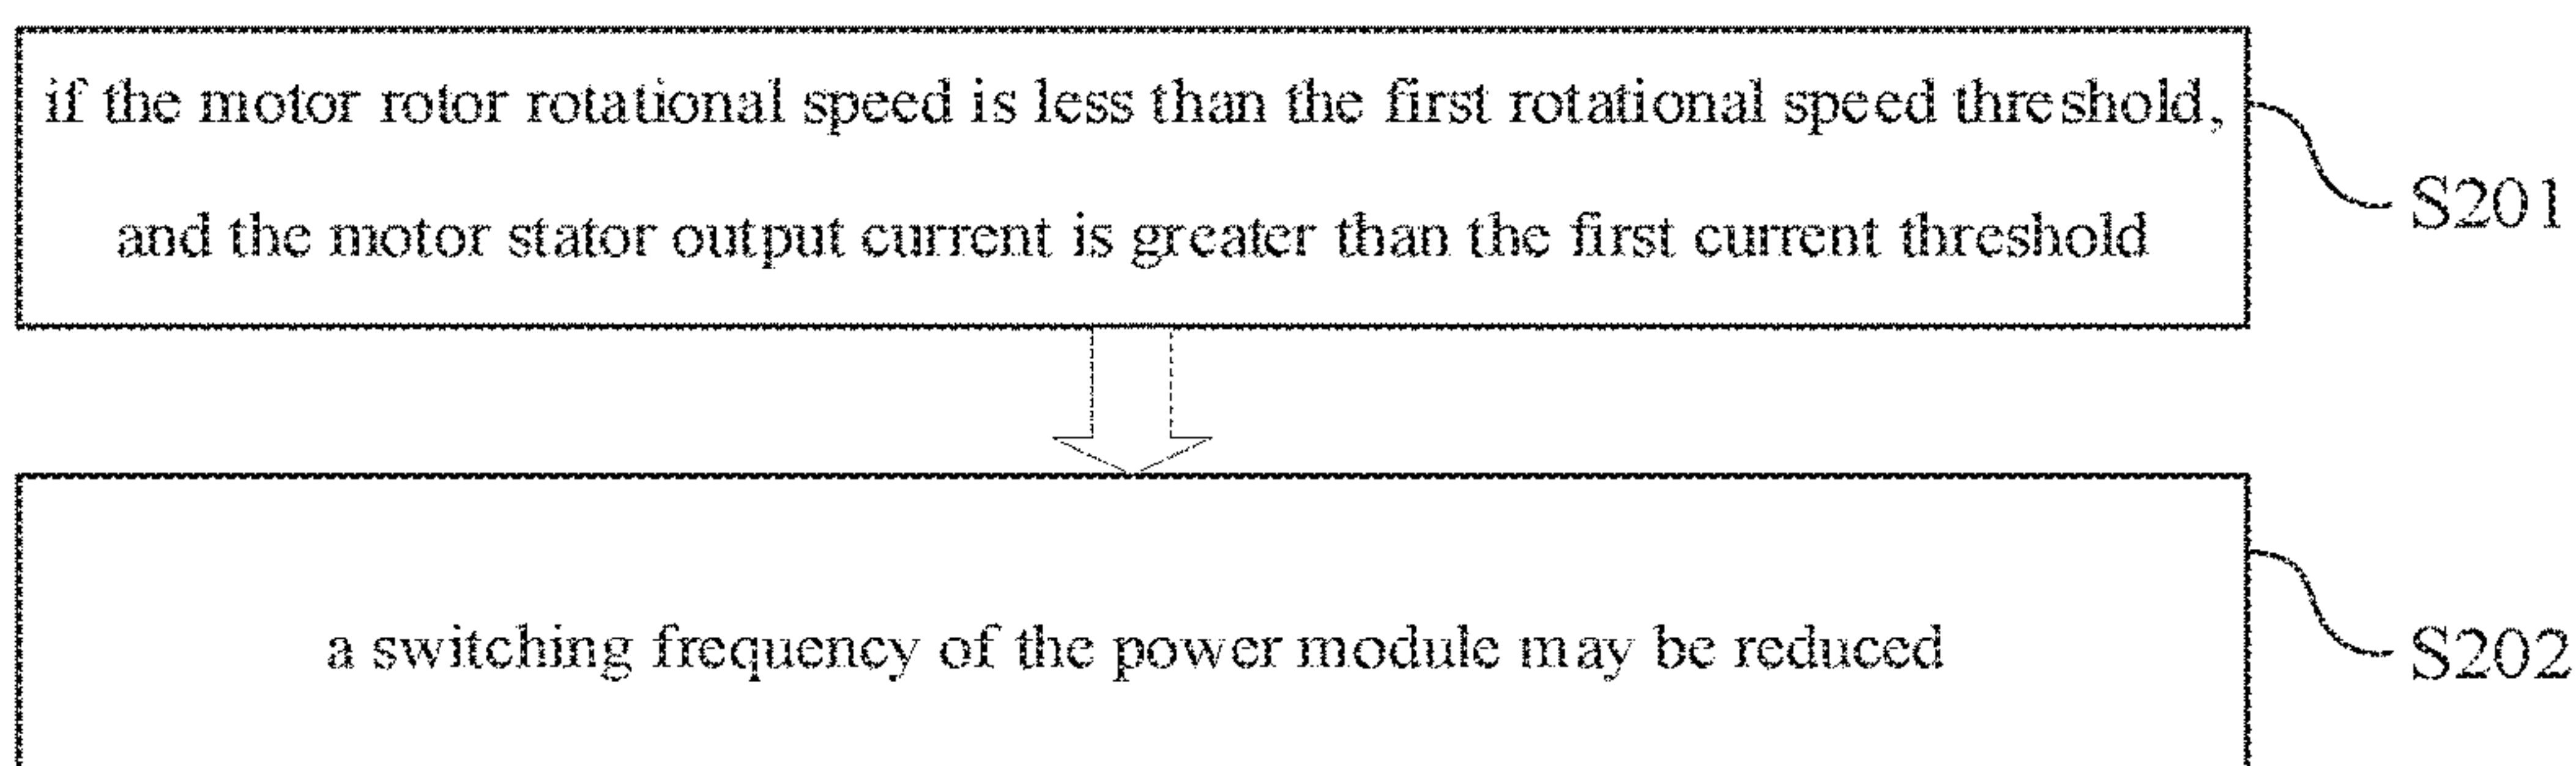 if the motor rotor rotational speed is less than the first rotational speed threshold,
and the motor stator output current is greater than the first current threshold
S201
a switching frequency of the power module may be reduced
S202